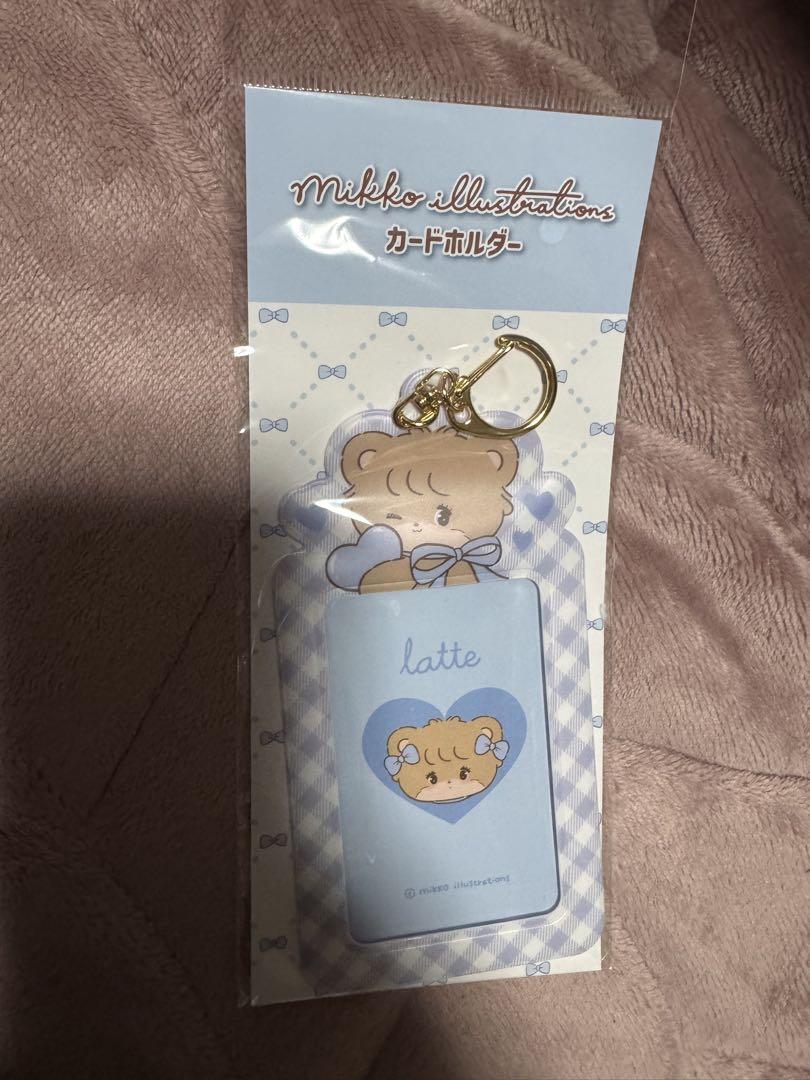 mikko illustrations
カードホルダー
latte
© mikko illustrations